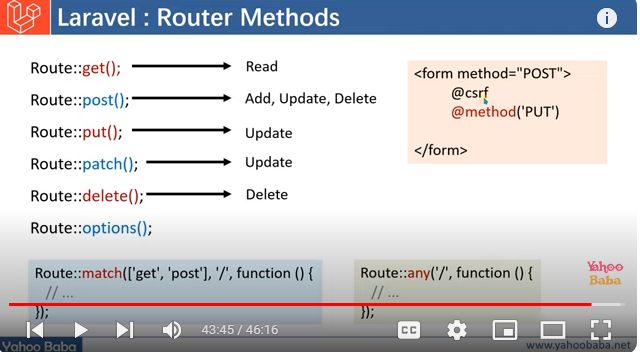 Laravel : Router Methods
i
Route::get(); Read
Route::post(); Add, Update, Delete
Route::put(); Update
Route::patch(); Update
Route::delete(); Delete
Route::options();
<form method="POST">
@csrf
@method('PUT')
</form>
Route::match(['get', 'post'], '/', function () {
// ...
});
Route::any('/', function () {
// ...
});
Yahoo
Baba
43:45 / 46:16
CC
Yahoo Baba
www.yahoobaba.net